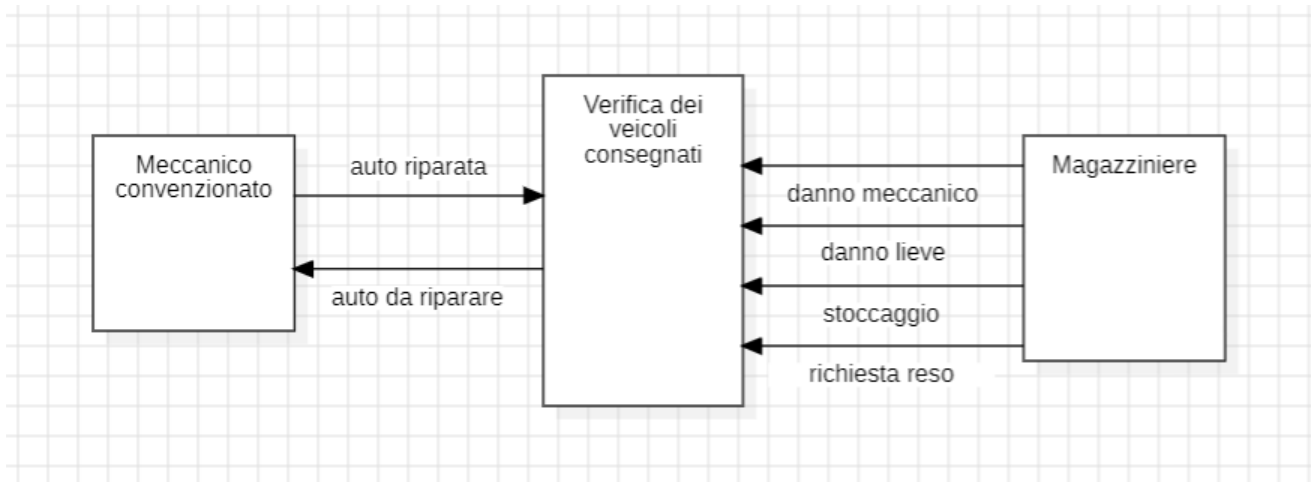 Meccanico
convenzionato
auto riparata
auto da riparare
Verifica dei
veicoli
consegnati
danno meccanico
danno lieve
stoccaggio
richiesta reso
Magazziniere